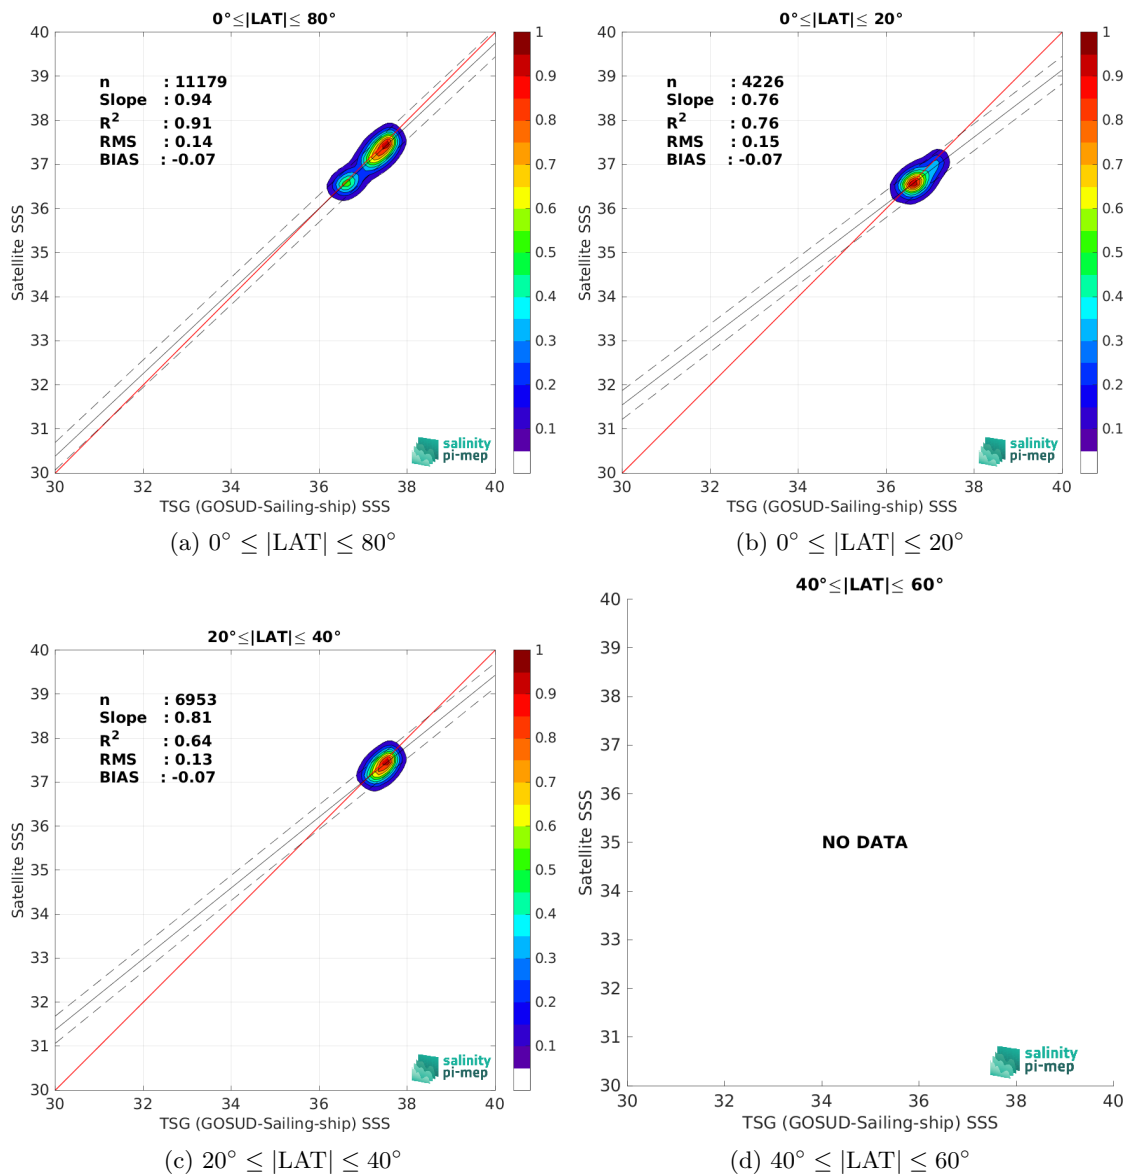 0°≤|LAT|≤ 80°
40
39
38
37
36
35
34
33
32
31
30
Satellite SSS
n : 11179
Slope : 0.94
R² : 0.91
RMS : 0.14
BIAS : -0.07
salinity
pi-mep
30 32 34 36 38 40
TSG (GOSUD-Sailing-ship) SSS
1
0.9
0.8
0.7
0.6
0.5
0.4
0.3
0.2
0.1
(a) 0° ≤ |LAT| ≤ 80°
0°≤|LAT|≤ 20°
40
39
38
37
36
35
34
33
32
31
30
Satellite SSS
n : 4226
Slope : 0.76
R² : 0.76
RMS : 0.15
BIAS : -0.07
salinity
pi-mep
30 32 34 36 38 40
TSG (GOSUD-Sailing-ship) SSS
1
0.9
0.8
0.7
0.6
0.5
0.4
0.3
0.2
0.1
(b) 0° ≤ |LAT| ≤ 20°
20°≤|LAT|≤ 40°
40
39
38
37
36
35
34
33
32
31
30
Satellite SSS
n : 6953
Slope : 0.81
R² : 0.64
RMS : 0.13
BIAS : -0.07
salinity
pi-mep
30 32 34 36 38 40
TSG (GOSUD-Sailing-ship) SSS
1
0.9
0.8
0.7
0.6
0.5
0.4
0.3
0.2
0.1
(c) 20° ≤ |LAT| ≤ 40°
40°≤|LAT|≤ 60°
40
39
38
37
36
35
34
33
32
31
30
Satellite SSS
NO DATA
salinity
pi-mep
30 32 34 36 38 40
TSG (GOSUD-Sailing-ship) SSS
(d) 40° ≤ |LAT| ≤ 60°